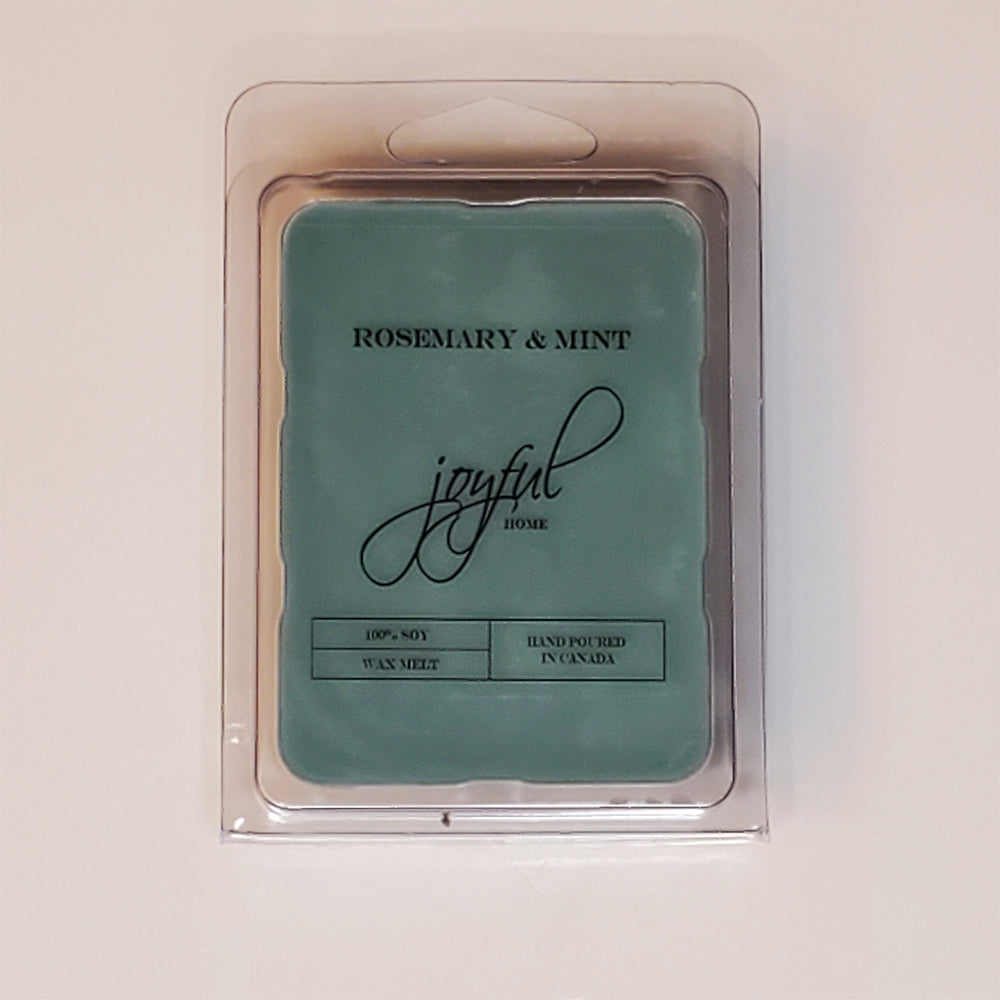 ROSEMARY & MINT
joyful
HOME
100% SOY
WAX MELT
HAND POURED
IN CANADA